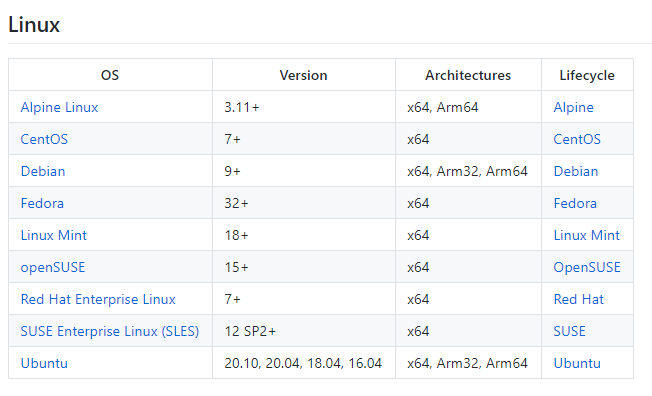 Linux
OS Version Architectures Lifecycle
Alpine Linux 3.11+ x64, Arm64 Alpine
CentOS 7+ x64 CentOS
Debian 9+ x64, Arm32, Arm64 Debian
Fedora 32+ x64 Fedora
Linux Mint 18+ x64 Linux Mint
openSUSE 15+ x64 OpenSUSE
Red Hat Enterprise Linux 7+ x64 Red Hat
SUSE Enterprise Linux (SLES) 12 SP2+ x64 SUSE
Ubuntu 20.10, 20.04, 18.04, 16.04 x64, Arm32, Arm64 Ubuntu